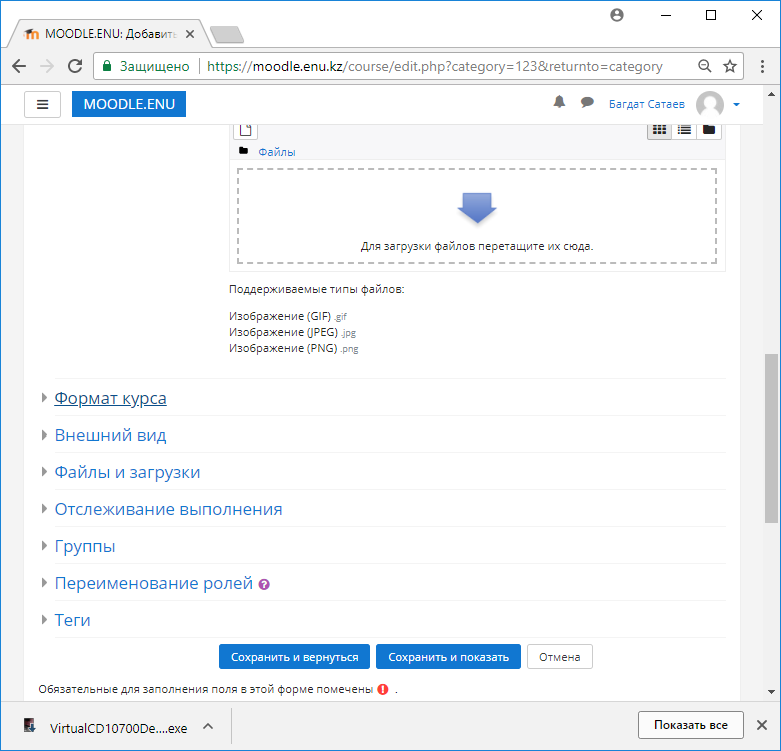 MOODLE.ENU: Добавить
Защищено https://moodle.enu.kz/course/edit.php?category=123&returnto=category
MOODLE.ENU Багдат Сатаев
Файлы
Для загрузки файлов перетащите их сюда.
Поддерживаемые типы файлов:
Изображение (GIF) .gif
Изображение (JPEG) .jpg
Изображение (PNG) .png
Формат курса
Внешний вид
Файлы и загрузки
Отслеживание выполнения
Группы
Переименование ролей ?
Теги
Сохранить и вернуться Сохранить и показать Отмена
Обязательные для заполнения поля в этой форме помечены ! .
VirtualCD10700De....exe Показать все